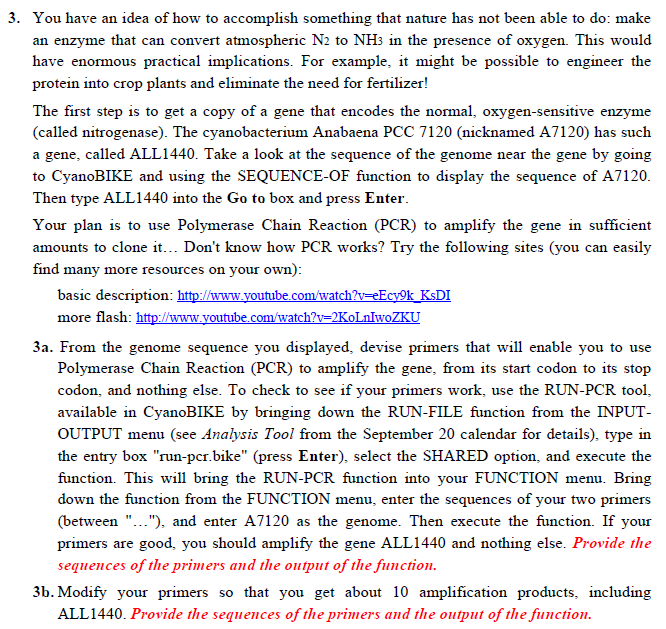 3. You have an idea of how to accomplish something that nature has not been able to do: make
an enzyme that can convert atmospheric N2 to NH3 in the presence of oxygen. This would
have enormous practical implications. For example, it might be possible to engineer the
protein into crop plants and eliminate the need for fertilizer!
The first step is to get a copy of a gene that encodes the normal, oxygen-sensitive enzyme
(called nitrogenase). The cyanobacterium Anabaena PCC 7120 (nicknamed A7120) has such
a gene, called ALL1440. Take a look at the sequence of the genome near the gene by going
to CyanoBIKE and using the SEQUENCE-OF function to display the sequence of A7120.
Then type ALL1440 into the Go to box and press Enter.
Your plan is to use Polymerase Chain Reaction (PCR) to amplify the gene in sufficient
amounts to clone it... Don't know how PCR works? Try the following sites (you can easily
find many more resources on your own):
basic description: http://www.youtube.com/watch?v=eEcy9k_KsDI
more flash: http://www.youtube.com/watch?v=2KoLnIwoZKU
3a. From the genome sequence you displayed, devise primers that will enable you to use
Polymerase Chain Reaction (PCR) to amplify the gene, from its start codon to its stop
codon, and nothing else. To check to see if your primers work, use the RUN-PCR tool,
available in CyanoBIKE by bringing down the RUN-FILE function from the INPUT-
OUTPUT menu (see Analysis Tool from the September 20 calendar for details), type in
the entry box "run-pcr.bike" (press Enter), select the SHARED option, and execute the
function. This will bring the RUN-PCR function into your FUNCTION menu. Bring
down the function from the FUNCTION menu, enter the sequences of your two primers
(between "..."), and enter A7120 as the genome. Then execute the function. If your
primers are good, you should amplify the gene ALL1440 and nothing else. Provide the
sequences of the primers and the output of the function.
3b. Modify your primers so that you get about 10 amplification products, including
ALL1440. Provide the sequences of the primers and the output of the function.